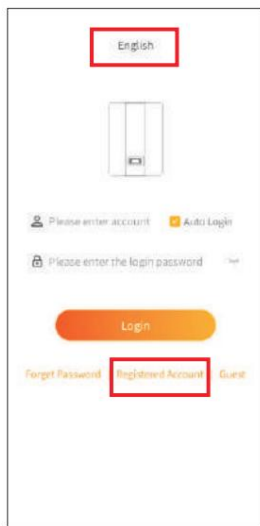 English
Please enter account Auto Login
Please enter the login password
Login
Forget Password Registered Account Guest